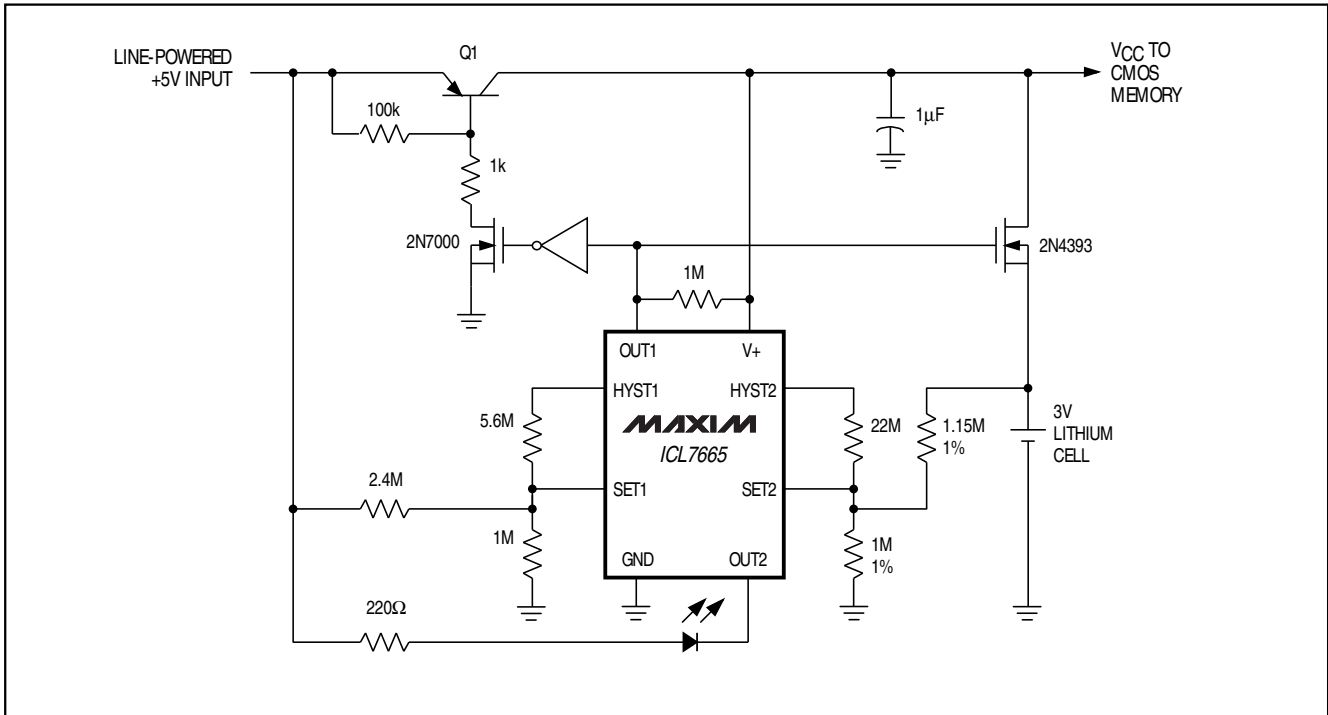 LINE-POWERED
+5V INPUT
Q1
VCC TO
CMOS
MEMORY
100k
1µF
1k
2N7000
2N4393
1M
OUT1
V+
HYST1
HYST2
5.6M
MAXIM
ICL7665
22M
1.15M
1%
3V
LITHIUM
CELL
2.4M
SET1
SET2
1M
1M
1%
GND
OUT2
220Ω